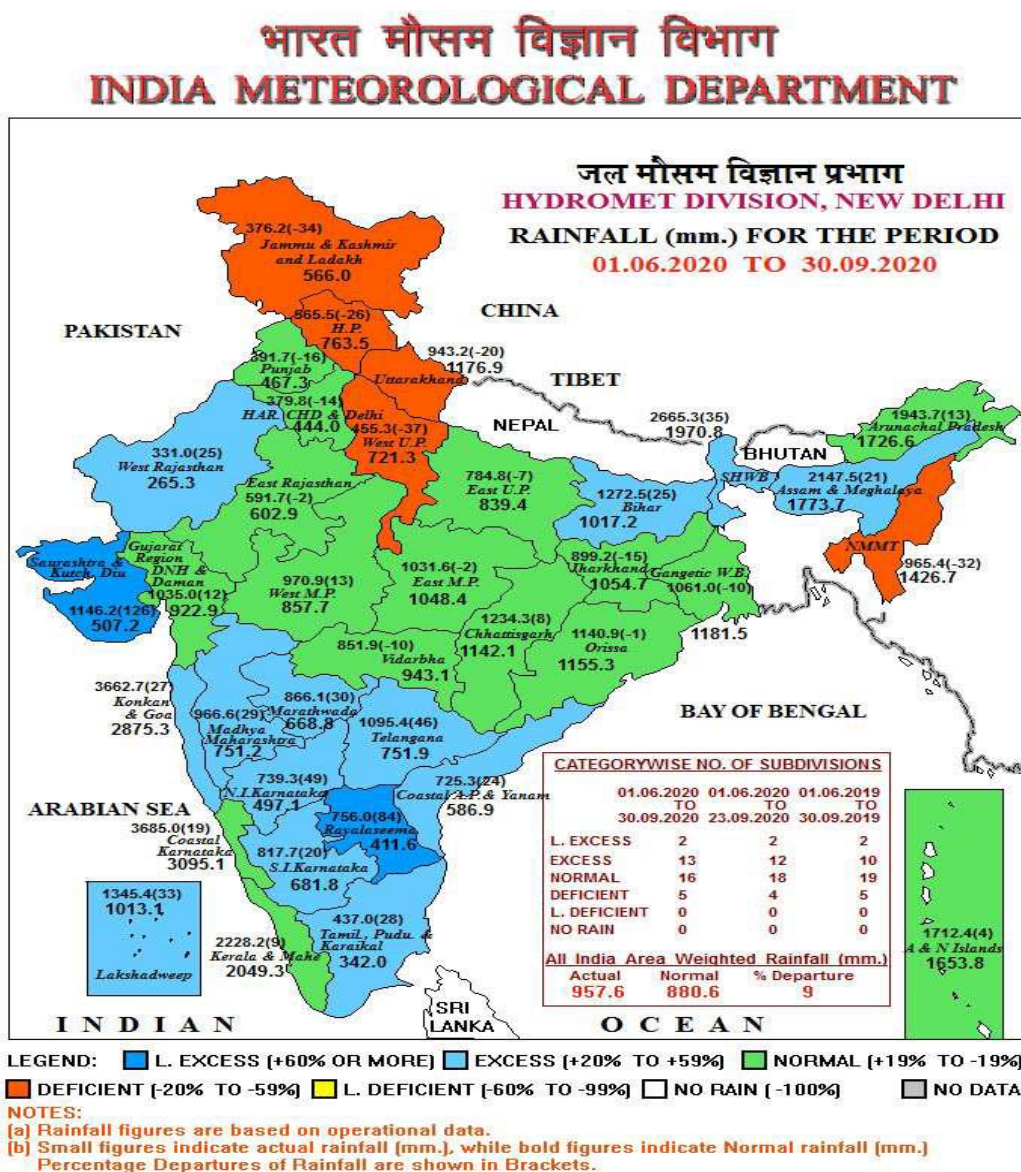 भारत मौसम विज्ञान विभाग
INDIA METEOROLOGICAL DEPARTMENT
जल मौसम विज्ञान प्रभाग
HYDROMET DIVISION, NEW DELHI
RAINFALL (mm.) FOR THE PERIOD
01.06.2020 TO 30.09.2020
376.2(-34)
Jammu & Kashmir
and Ladakh
566.0
CHINA
PAKISTAN
565.5(-26)
H.P.
763.5
943.2(-20)
1176.9
Uttarakhand
TIBET
391.7(-16)
Punjab
467.3
379.8(-14)
HAR. CHD & Delhi
444.0
455.3(-37)
West U.P.
721.3
NEPAL
2665.3(35)
1970.8
SHWB
BHUTAN
1943.7(13)
Arunachal Pradesh
1726.6
331.0(25)
West Rajasthan
265.3
East Rajasthan
591.7(-2)
602.9
784.8(-7)
East U.P.
839.4
1272.5(25)
Bihar
1017.2
2147.5(21)
Assam & Meghalaya
1773.7
NMMT
965.4(-32)
1426.7
Saurashtra &
Kutch, Diu
1146.2(126)
507.2
Gujarat
Region
DNH &
Daman
1035.0(12)
922.9
970.9(13)
West M.P.
857.7
1031.6(-2)
East M.P.
1048.4
899.2(-15)
Jharkhand
1054.7
Gangetic W.B.
1061.0(-10)
1181.5
1234.3(8)
Chhattisgarh
1142.1
1140.9(-1)
Orissa
1155.3
851.9(-10)
Vidarbha
943.1
3662.7(27)
Konkan
& Goa
2875.3
966.6(29)
Madhya
Maharashtra
751.2
866.1(30)
Marathwada
668.8
1095.4(46)
Telangana
751.9
BAY OF BENGAL
739.3(49)
N.I.Karnataka
497.1
725.3(24)
Coastal A.P & Yanam
586.9
ARABIAN SEA
3685.0(19)
Coastal
Karnataka
3095.1
756.0(84)
Rayalaseema
411.6
817.7(20)
S.I.Karnataka
681.8
1345.4(33)
1013.1
Lakshadweep
437.0(28)
Tamil., Pudu. &
Karaikal
342.0
2228.2(9)
Kerala & Mahe
2049.3
SRI
LANKA
INDIAN OCEAN
CATEGORYWISE NO. OF SUBDIVISIONS
01.06.2020 01.06.2020 01.06.2019
TO TO TO
30.09.2020 23.09.2020 30.09.2019
L. EXCESS 2 2 2
EXCESS 13 12 10
NORMAL 16 18 19
DEFICIENT 5 4 5
L. DEFICIENT 0 0 0
NO RAIN 0 0 0
All India Area Weighted Rainfall (mm.)
Actual Normal % Departure
957.6 880.6 9
1712.4(4)
A & N Islands
1653.8
LEGEND: L. EXCESS (+60% OR MORE) EXCESS (+20% TO +59%) NORMAL (+19% TO -19%)
DEFICIENT (-20% TO -59%) L. DEFICIENT (-60% TO -99%) NO RAIN (-100%) NO DATA
NOTES:
(a) Rainfall figures are based on operational data.
(b) Small figures indicate actual rainfall (mm.), while bold figures indicate Normal rainfall (mm.)
Percentage Departures of Rainfall are shown in Brackets.